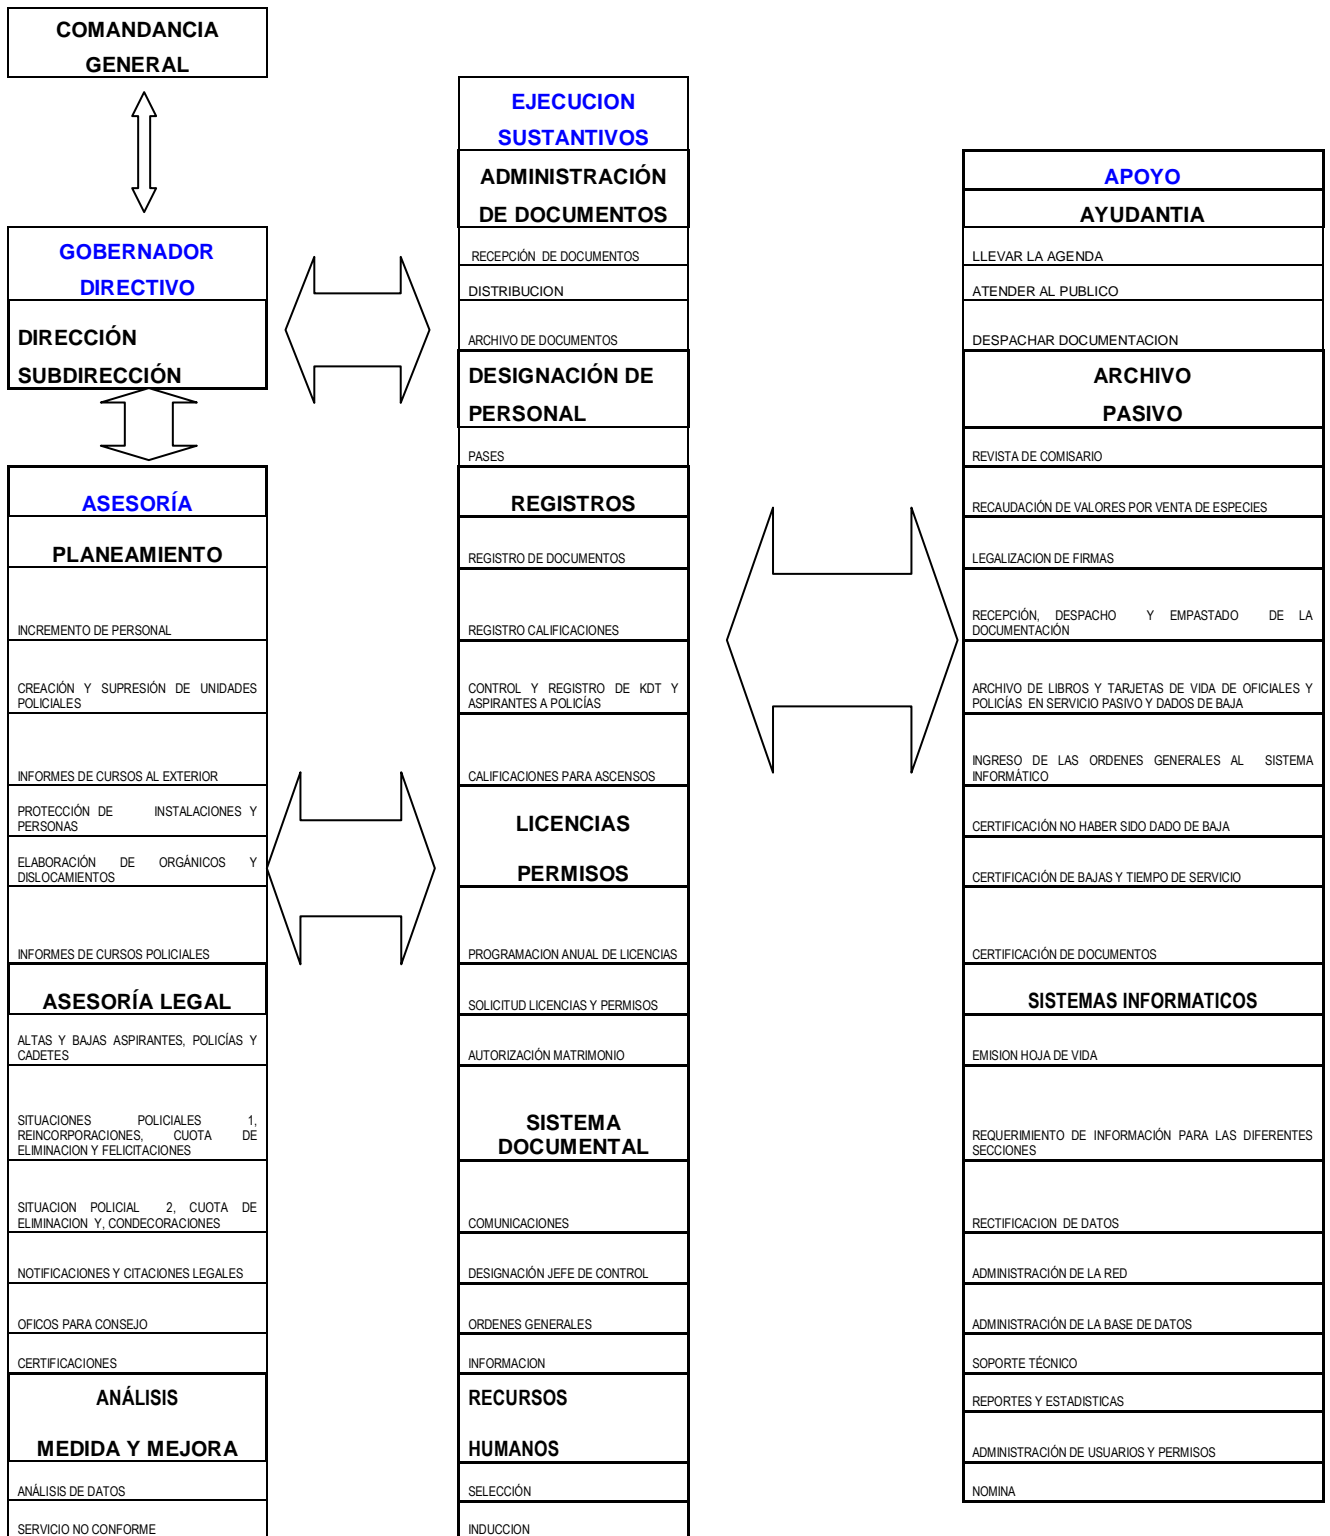 COMANDANCIA
GENERAL
GOBERNADOR
DIRECTIVO
DIRECCIÓN
SUBDIRECCIÓN
ASESORÍA
PLANEAMIENTO
INCREMENTO DE PERSONAL
CREACIÓN Y SUPRESIÓN DE UNIDADES
POLICIALES
INFORMES DE CURSOS AL EXTERIOR
PROTECCIÓN DE INSTALACIONES Y
PERSONAS
ELABORACIÓN DE ORGÁNICOS Y
DISLOCAMIENTOS
INFORMES DE CURSOS POLICIALES
ASESORÍA LEGAL
ALTAS Y BAJAS ASPIRANTES, POLICÍAS Y
CADETES
SITUACIONES POLICIALES 1,
REINCORPORACIONES, CUOTA DE
ELIMINACION Y FELICITACIONES
SITUACION POLICIAL 2, CUOTA DE
ELIMINACION Y, CONDECORACIONES
NOTIFICACIONES Y CITACIONES LEGALES
OFICOS PARA CONSEJO
CERTIFICACIONES
ANÁLISIS
MEDIDA Y MEJORA
ANÁLISIS DE DATOS
SERVICIO NO CONFORME
EJECUCION
SUSTANTIVOS
ADMINISTRACIÓN
DE DOCUMENTOS
RECEPCIÓN DE DOCUMENTOS
DISTRIBUCION
ARCHIVO DE DOCUMENTOS
DESIGNACIÓN DE
PERSONAL
PASES
REGISTROS
REGISTRO DE DOCUMENTOS
REGISTRO CALIFICACIONES
CONTROL Y REGISTRO DE KDT Y
ASPIRANTES A POLICÍAS
CALIFICACIONES PARA ASCENSOS
LICENCIAS
PERMISOS
PROGRAMACION ANUAL DE LICENCIAS
SOLICITUD LICENCIAS Y PERMISOS
AUTORIZACIÓN MATRIMONIO
SISTEMA
DOCUMENTAL
COMUNICACIONES
DESIGNACIÓN JEFE DE CONTROL
ORDENES GENERALES
INFORMACION
RECURSOS
HUMANOS
SELECCIÓN
INDUCCION
APOYO
AYUDANTIA
LLEVAR LA AGENDA
ATENDER AL PUBLICO
DESPACHAR DOCUMENTACION
ARCHIVO
PASIVO
REVISTA DE COMISARIO
RECAUDACIÓN DE VALORES POR VENTA DE ESPECIES
LEGALIZACION DE FIRMAS
RECEPCIÓN, DESPACHO Y EMPASTADO DE LA
DOCUMENTACIÓN
ARCHIVO DE LIBROS Y TARJETAS DE VIDA DE OFICIALES Y
POLICÍAS EN SERVICIO PASIVO Y DADOS DE BAJA
INGRESO DE LAS ORDENES GENERALES AL SISTEMA
INFORMÁTICO
CERTIFICACIÓN NO HABER SIDO DADO DE BAJA
CERTIFICACIÓN DE BAJAS Y TIEMPO DE SERVICIO
CERTIFICACIÓN DE DOCUMENTOS
SISTEMAS INFORMATICOS
EMISION HOJA DE VIDA
REQUERIMIENTO DE INFORMACIÓN PARA LAS DIFERENTES
SECCIONES
RECTIFICACION DE DATOS
ADMINISTRACIÓN DE LA RED
ADMINISTRACIÓN DE LA BASE DE DATOS
SOPORTE TÉCNICO
REPORTES Y ESTADISTICAS
ADMINISTRACIÓN DE USUARIOS Y PERMISOS
NOMINA